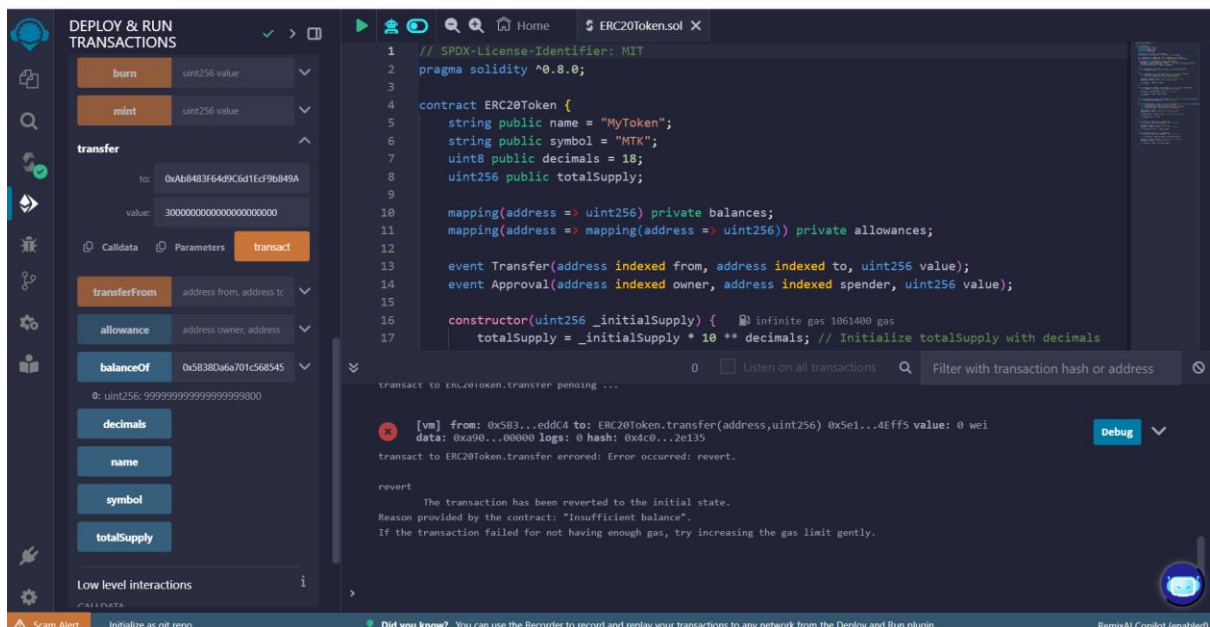 DEPLOY & RUN
TRANSACTIONS
burn uint256 value
mint uint256 value
transfer
to: 0xAb8483F64d9C6d1EcF9b849A
value: 300000000000000000000
Calldata Parameters transact
transferFrom address from, address to
allowance address owner, address
balanceOf 0x5B38Da6a701c568545
0: uint256: 999999999999999999800
decimals
name
symbol
totalSupply
Low level interactions i
CALLDATA
Home ERC20Token.sol
1 // SPDX-License-Identifier: MIT
2 pragma solidity ^0.8.0;
3
4 contract ERC20Token {
5 string public name = "MyToken";
6 string public symbol = "MTK";
7 uint8 public decimals = 18;
8 uint256 public totalSupply;
9
10 mapping(address => uint256) private balances;
11 mapping(address => mapping(address => uint256)) private allowances;
12
13 event Transfer(address indexed from, address indexed to, uint256 value);
14 event Approval(address indexed owner, address indexed spender, uint256 value);
15
16 constructor(uint256 _initialSupply) { infinite gas 1061400 gas
17 totalSupply = _initialSupply * 10 ** decimals; // Initialize totalSupply with decimals
0 Listen on all transactions Filter with transaction hash or address
transact to ERC20Token.transfer pending ...
[vm] from: 0x5B3...eddC4 to: ERC20Token.transfer(address,uint256) 0x5e1...4Eff5 value: 0 wei
data: 0xa90...00000 logs: 0 hash: 0x4c0...2e135
Debug
transact to ERC20Token.transfer errored: Error occurred: revert.
revert
The transaction has been reverted to the initial state.
Reason provided by the contract: "Insufficient balance".
If the transaction failed for not having enough gas, try increasing the gas limit gently.
>
Scam Alert Initialize as git repo Did you know? You can use the Recorder to record and replay your transactions to any network from the Deploy and Run plugin. RemixAI Copilot (enabled)